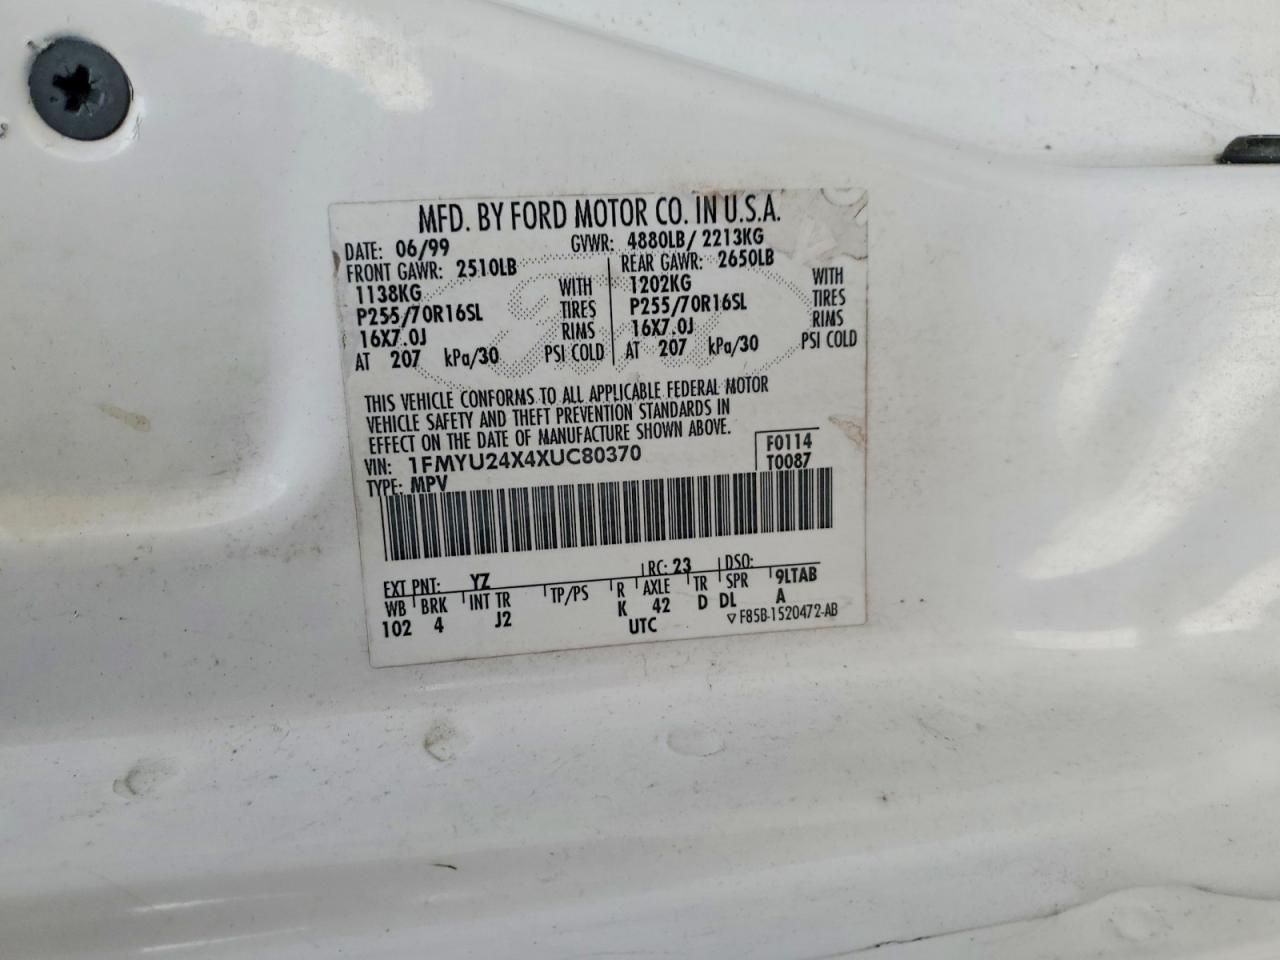 MFD. BY FORD MOTOR CO. IN U.S.A.
DATE: 06/99 GVWR: 4880LB/ 2213KG
FRONT GAWR: 2510LB REAR GAWR: 2650LB
1138KG WITH 1202KG WITH
P255/70R16SL TIRES P255/70R16SL TIRES
16X7.0J RIMS 16X7.0J RIMS
AT 207 kPa/30 PSI COLD AT 207 kPa/30 PSI COLD
THIS VEHICLE CONFORMS TO ALL APPLICABLE FEDERAL MOTOR
VEHICLE SAFETY AND THEFT PREVENTION STANDARDS IN
EFFECT ON THE DATE OF MANUFACTURE SHOWN ABOVE.
VIN: 1FMYU24X4XUC80370 F0114
TYPE: MPV T0087
EXT PNT: YZ RC: 23 DSO:
WB BRK INT TR TP/PS R AXLE TR SPR 9LTAB
102 4 J2 K 42 D DL A
UTC ▽ F85B-1520472-AB